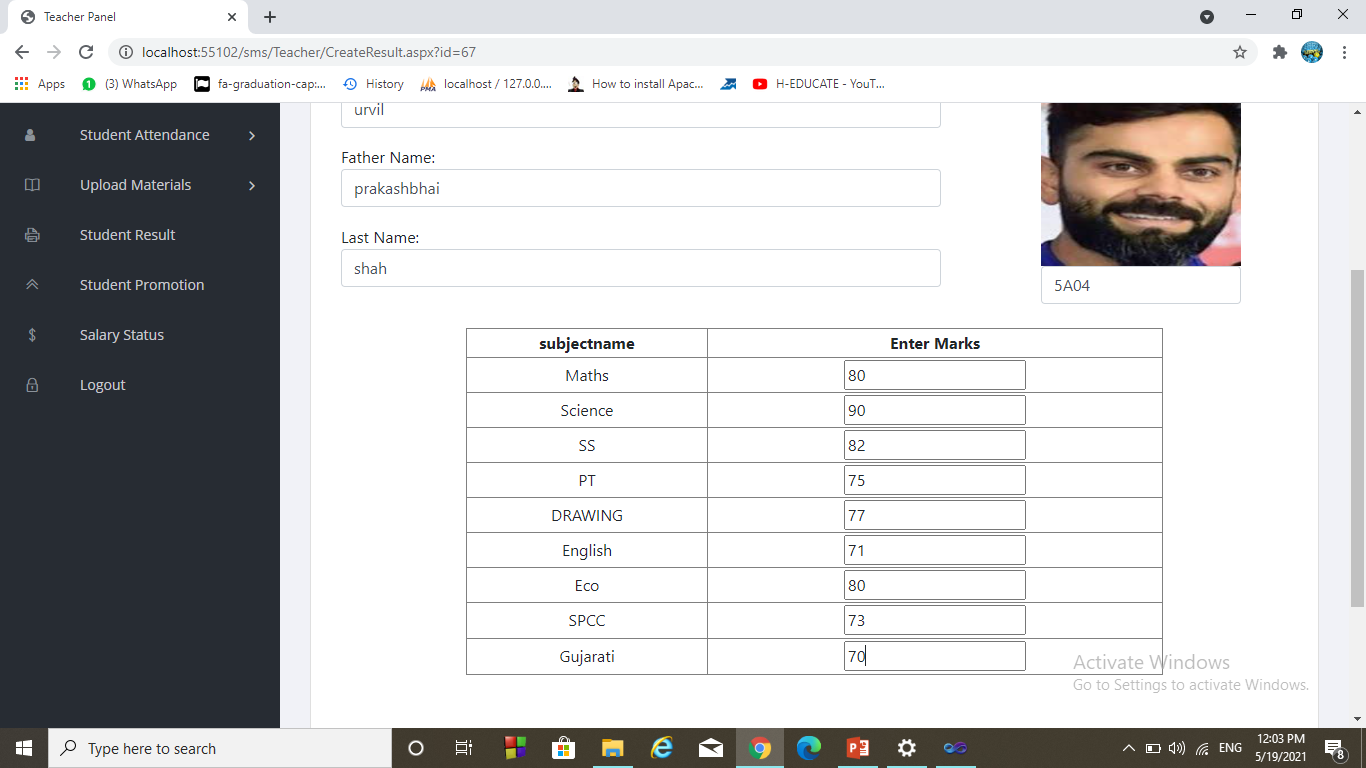 Teacher Panel
localhost:55102/sms/Teacher/CreateResult.aspx?id=67
Apps
1 (3) WhatsApp
fa-graduation-cap:...
History
PMA localhost / 127.0.0....
How to install Apac...
H-EDUCATE - YouT...
Student Attendance
Upload Materials
Student Result
Student Promotion
$ Salary Status
Logout
urvil
Father Name:
prakashbhai
Last Name:
shah
5A04
subjectname Enter Marks
Maths 80
Science 90
SS 82
PT 75
DRAWING 77
English 71
Eco 80
SPCC 73
Gujarati 70
Activate Windows
Go to Settings to activate Windows.
Type here to search
ENG
12:03 PM
5/19/2021
8